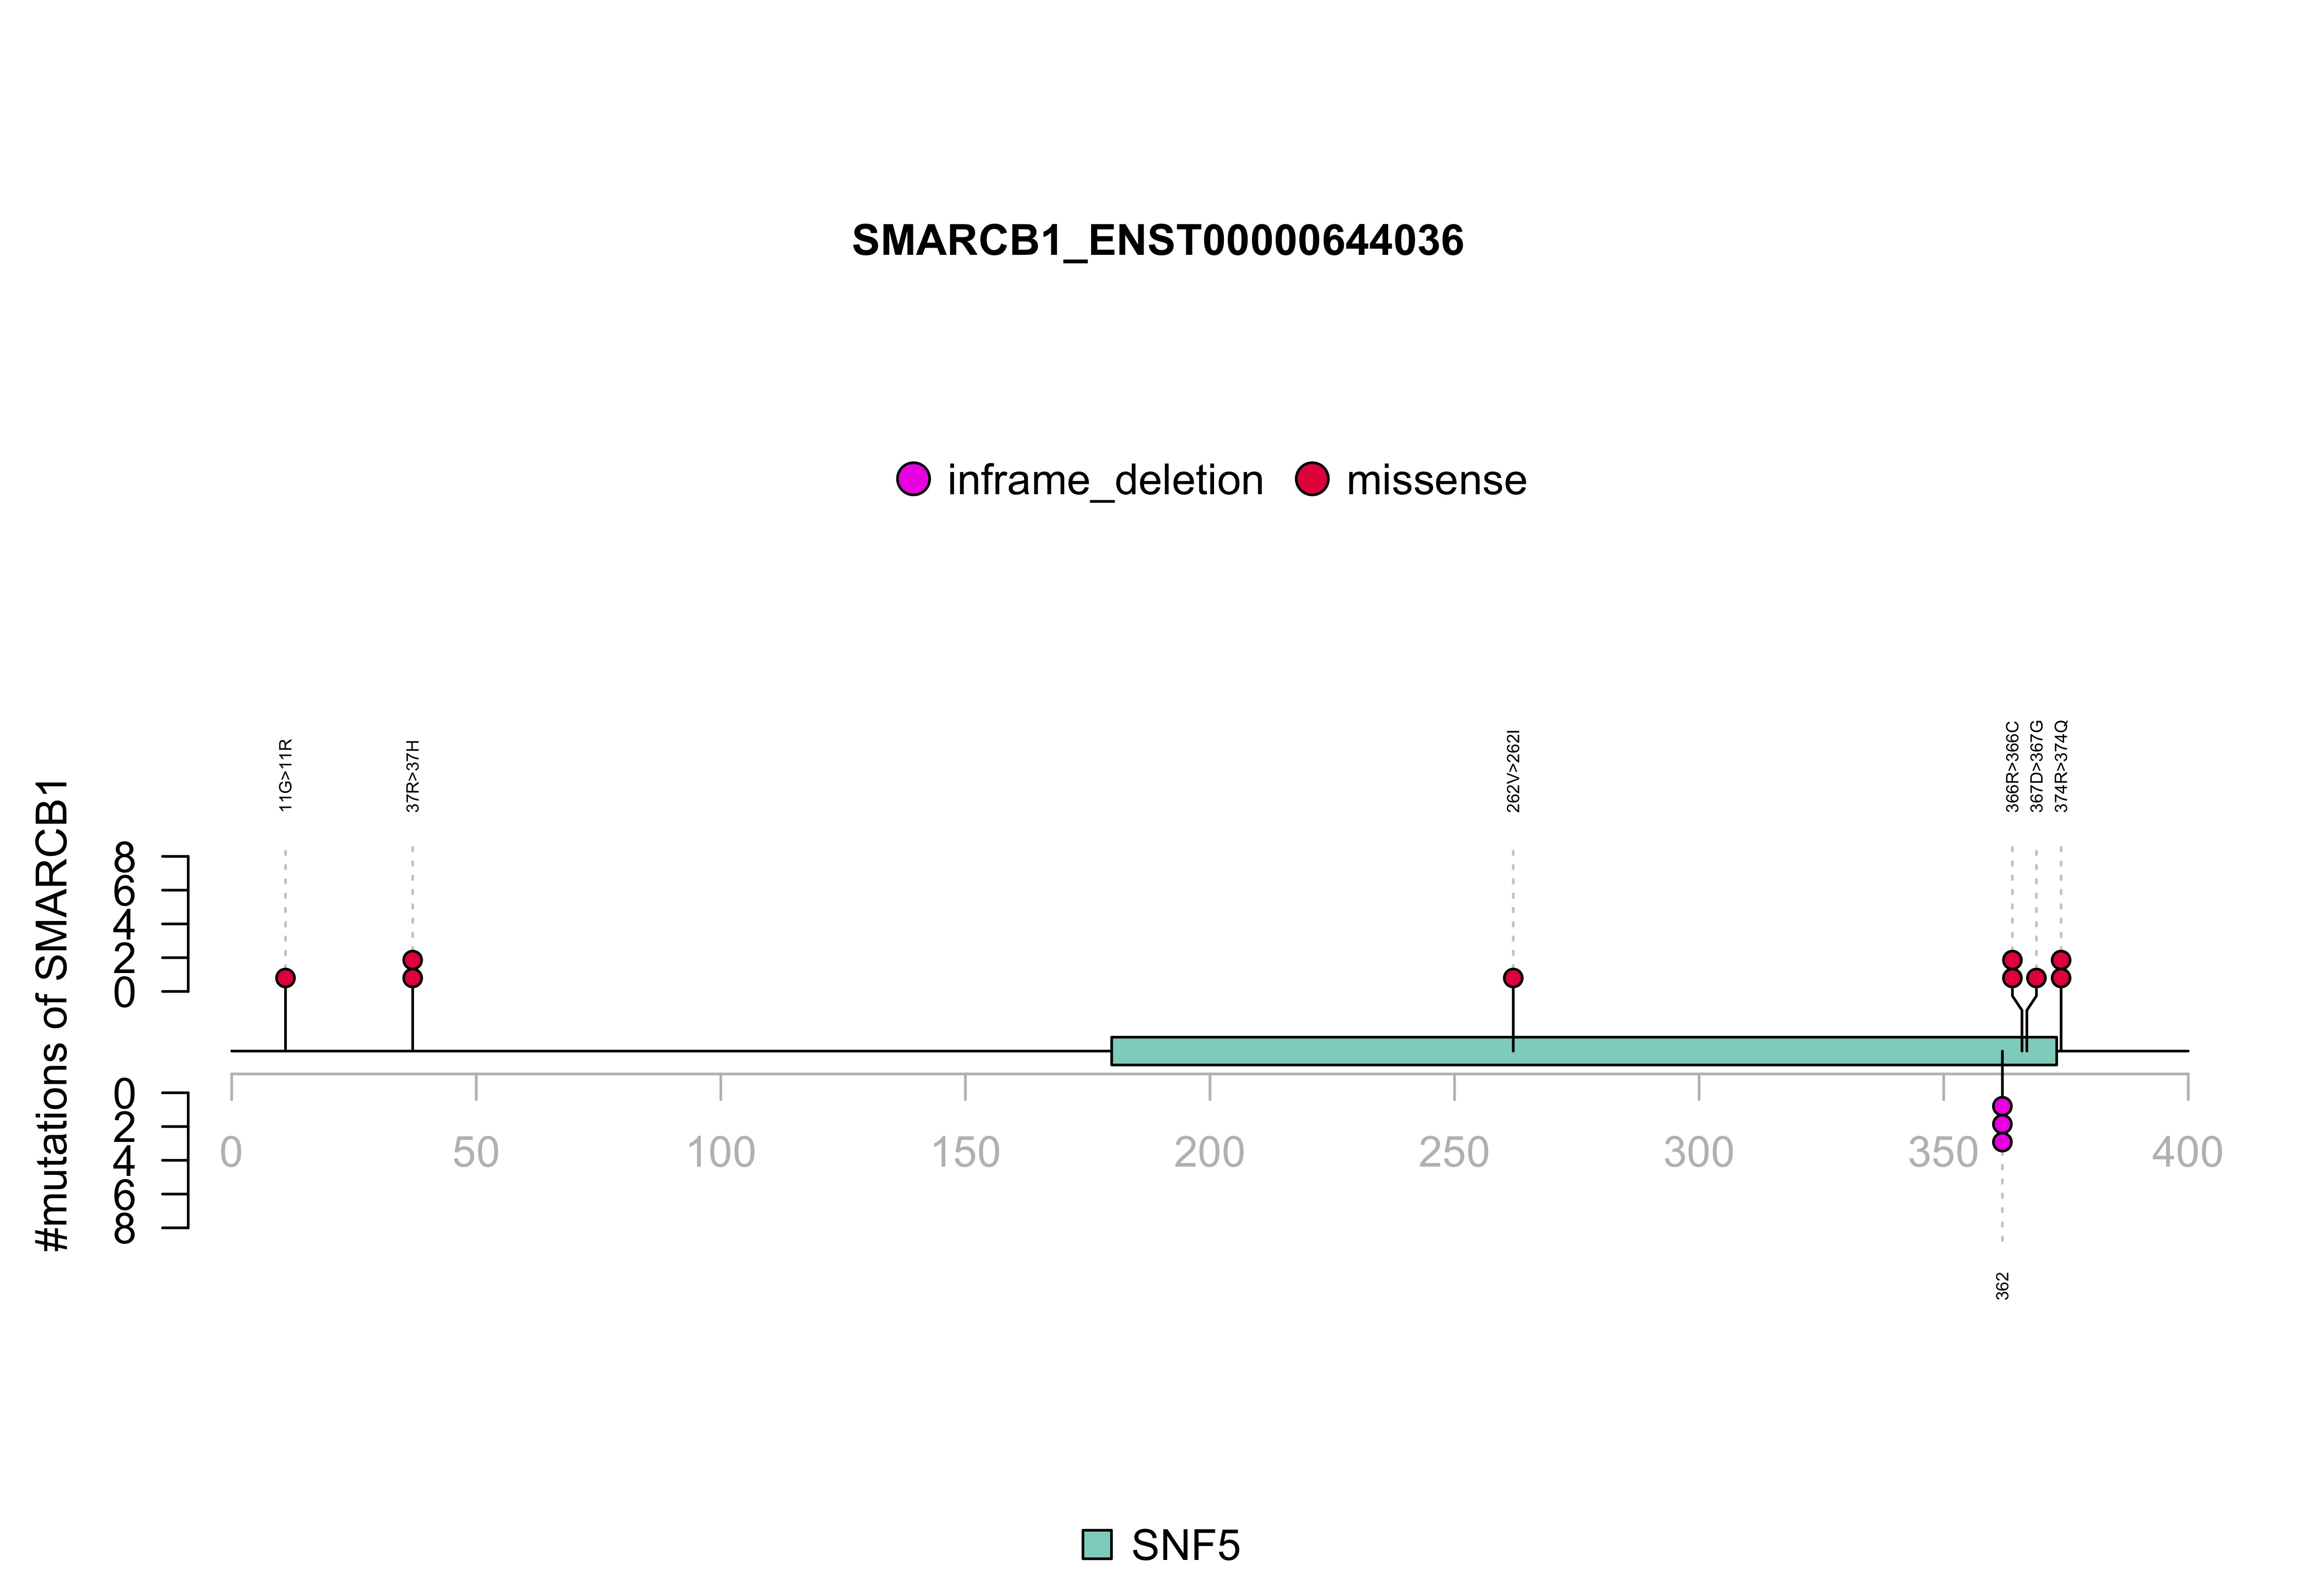 SMARCB1_ENST00000644036
inframe_deletion
missense
11G>11R
37R>37H
262V>262I
366R>366C
367D>367G
374R>374Q
#mutations of SMARCB1
8
6
4
2
0
0
2
4
6
8
0
50
100
150
200
250
300
350
400
362
SNF5